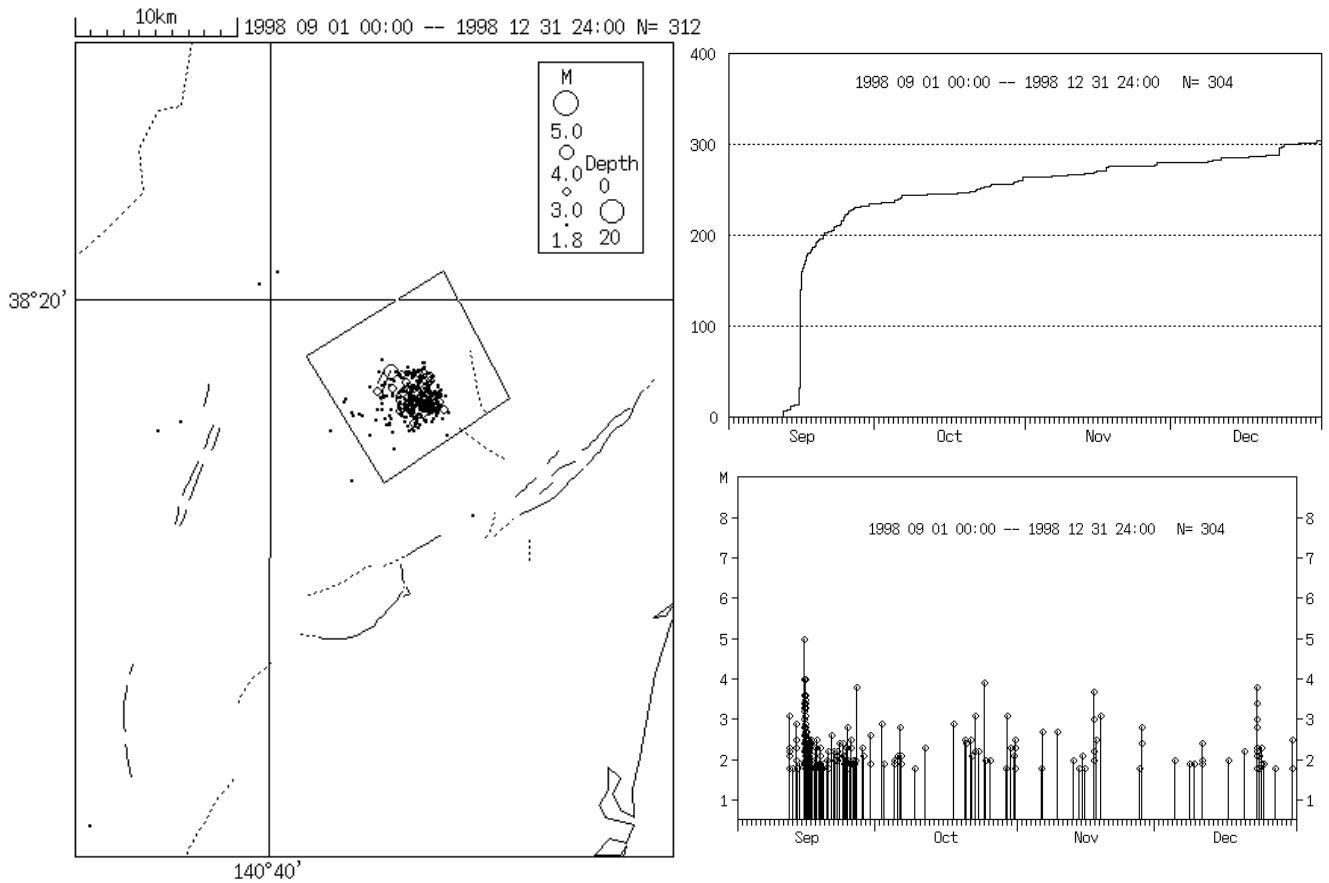 10km
1998 09 01 00:00 -- 1998 12 31 24:00 N= 312
M
5.0
4.0
3.0
1.8
Depth
0
20
38°20'
140°40'
400
300
200
100
0
1998 09 01 00:00 -- 1998 12 31 24:00 N= 304
Sep Oct Nov Dec
M
8 8
7 7
6 6
5 5
4 4
3 3
2 2
1 1
1998 09 01 00:00 -- 1998 12 31 24:00 N= 304
Sep Oct Nov Dec